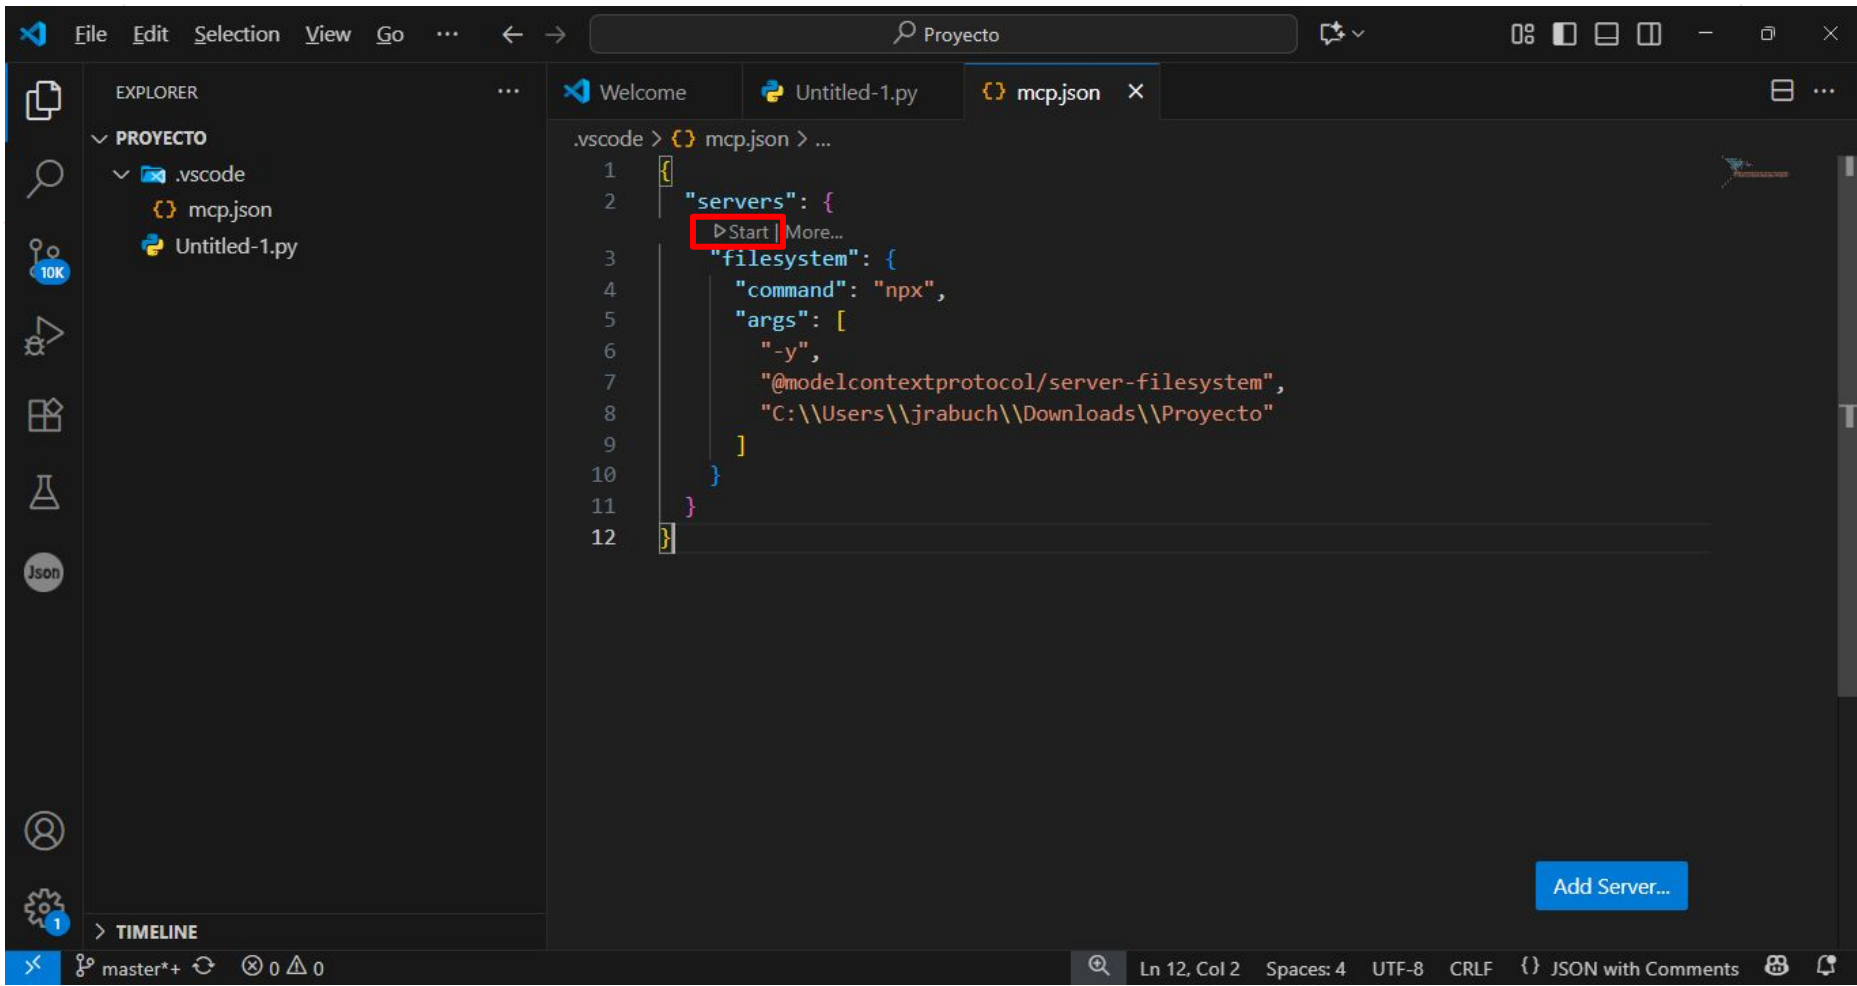 File Edit Selection View Go ··· Proyecto
EXPLORER ···
PROYECTO
.vscode
mcp.json
Untitled-1.py
10K
Json
1
TIMELINE
Welcome Untitled-1.py {} mcp.json ···
.vscode > {} mcp.json > ...
1 {
2 "servers": {
Start | More...
3 "filesystem": {
4 "command": "npx",
5 "args": [
6 "-y",
7 "@modelcontextprotocol/server-filesystem",
8 "C:\\Users\\jrabuch\\Downloads\\Proyecto"
9 ]
10 }
11 }
12 }
Add Server...
master*+ 0 0 Ln 12, Col 2 Spaces: 4 UTF-8 CRLF {} JSON with Comments